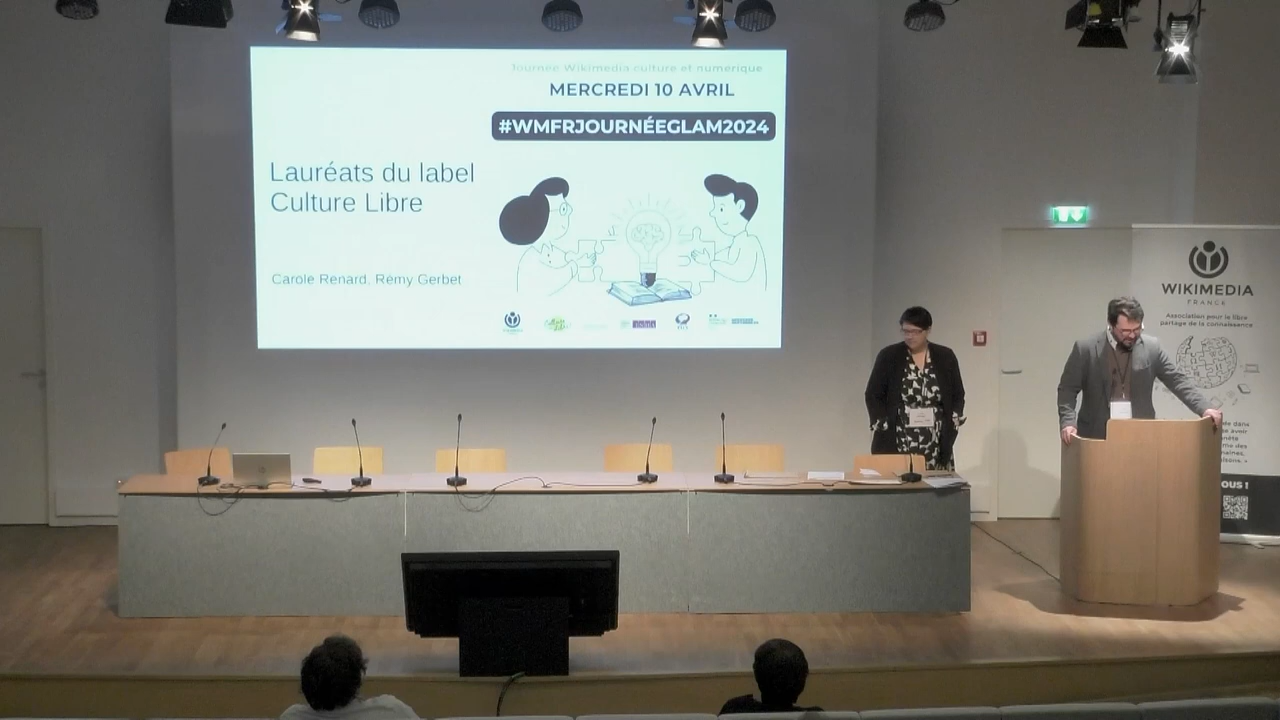 Journée Wikimedia culture et numérique
MERCREDI 10 AVRIL
#WMFRJOURNÉEGLAM2024
Lauréats du label
Culture Libre
Carole Renard, Rémy Gerbet
WIKIMEDIA
FRANCE
Association pour le libre
partage de la connaissance